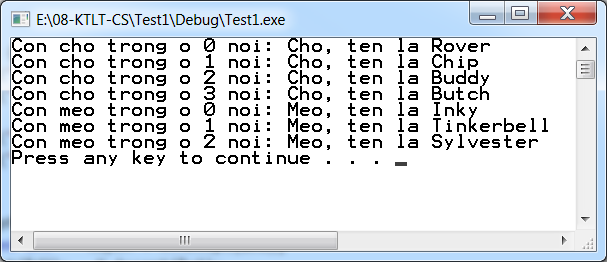 E:\08-KTLT-CS\Test1\Debug\Test1.exe
Con cho trong o 0 noi: Cho, ten la Rover
Con cho trong o 1 noi: Cho, ten la Chip
Con cho trong o 2 noi: Cho, ten la Buddy
Con cho trong o 3 noi: Cho, ten la Butch
Con meo trong o 0 noi: Meo, ten la Inky
Con meo trong o 1 noi: Meo, ten la Tinkerbell
Con meo trong o 2 noi: Meo, ten la Sylvester
Press any key to continue . . .